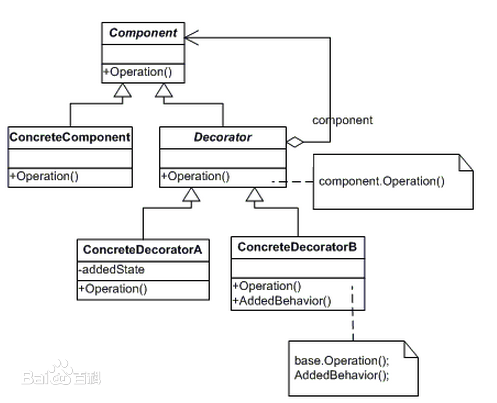 Component
+Operation()
component
ConcreteComponent
+Operation()
Decorator
+Operation()
component.Operation()
ConcreteDecoratorA
-addedState
+Operation()
ConcreteDecoratorB
+Operation()
+AddedBehavior()
base.Operation();
AddedBehavior();
Bai百科